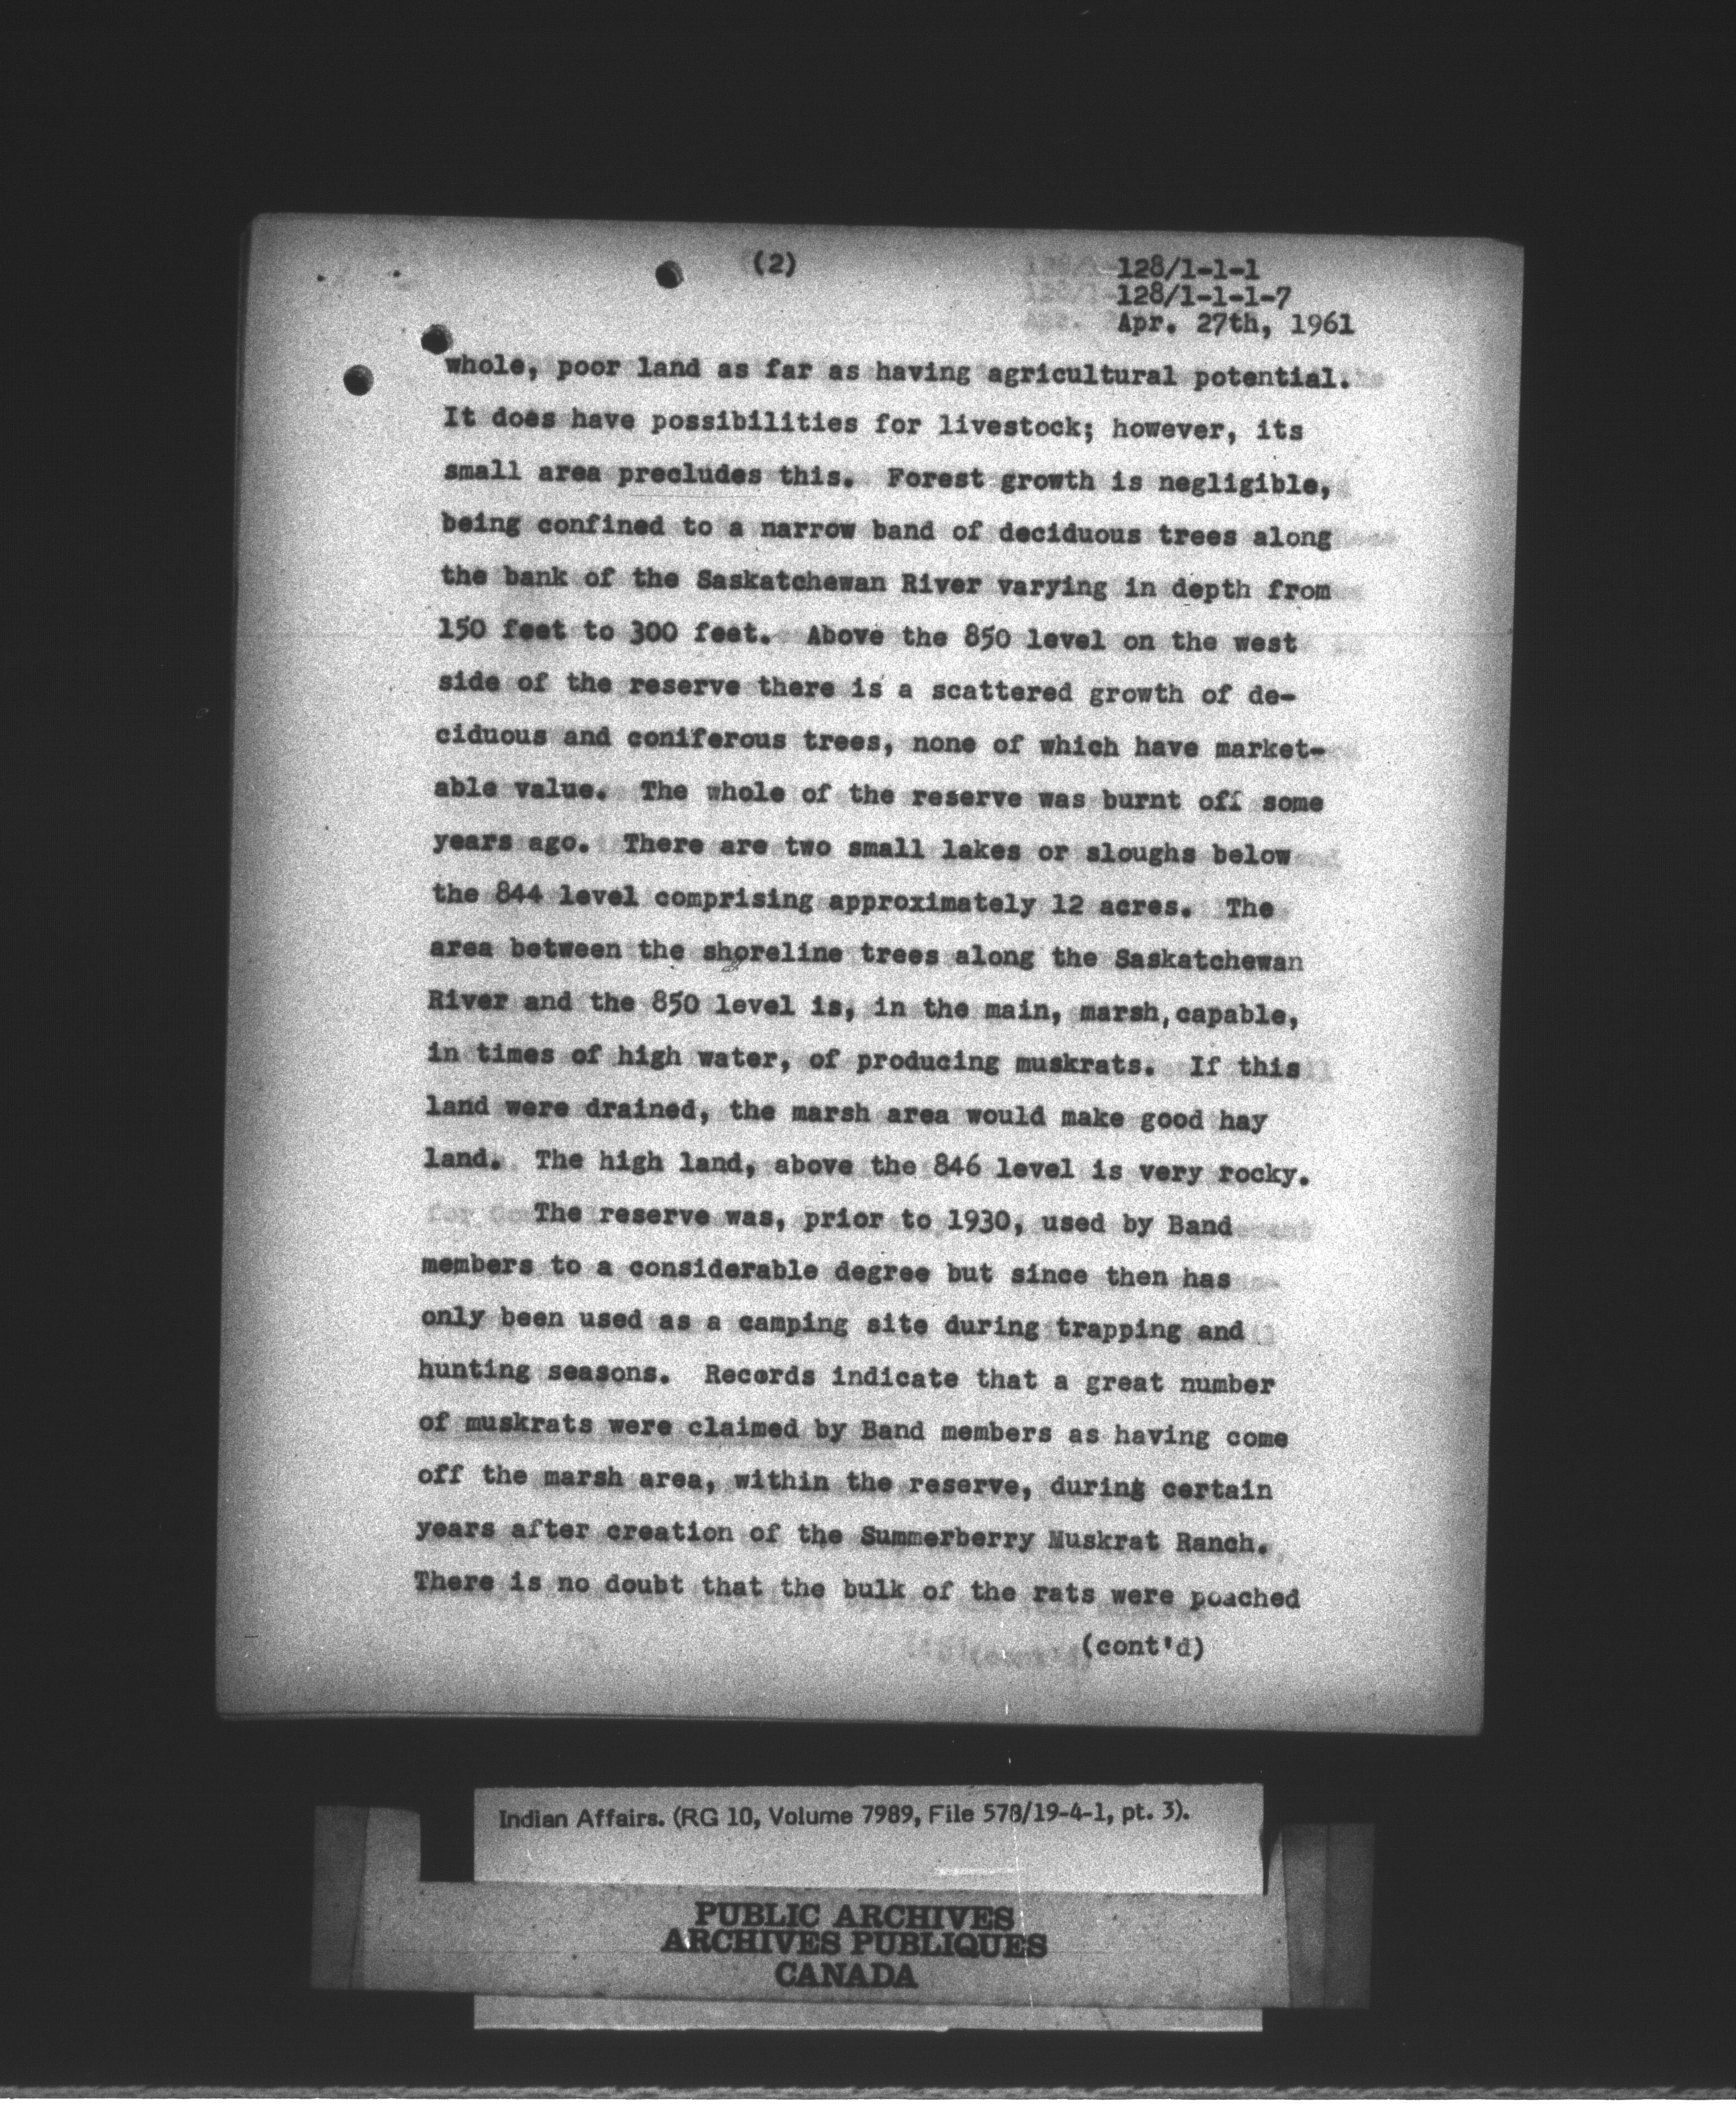 (2)
128/1-1-1
128/1-1-1-7
Apr. 27th, 1961
whole, poor land as far as having agricultural potential.
It does have possibilities for livestock; however, its
small area precludes this. Forest growth is negligible,
being confined to a narrow band of deciduous trees along
the bank of the Saskatchewan River varying in depth from
150 feet to 300 feet. Above the 850 level on the west
side of the reserve there is a scattered growth of de-
ciduous and coniferous trees, none of which have market-
able value. The whole of the reserve was burnt off some
years ago. There are two small lakes or sloughs below
the 844 level comprising approximately 12 acres. The
area between the shoreline trees along the Saskatchewan
River and the 850 level is, in the main, marsh, capable,
in times of high water, of producing muskrats. If this
land were drained, the marsh area would make good hay
land. The high land, above the 846 level is very rocky.
The reserve was, prior to 1930, used by Band
members to a considerable degree but since then has
only been used as a camping site during trapping and
hunting seasons. Records indicate that a great number
of muskrats were claimed by Band members as having come
off the marsh area, within the reserve, during certain
years after creation of the Summerberry Muskrat Ranch.
There is no doubt that the bulk of the rats were poached
(cont'd)
Indian Affairs. (RG 10, Volume 7989, File 578/19-4-1, pt. 3).
PUBLIC ARCHIVES
ARCHIVES PUBLIQUES
CANADA